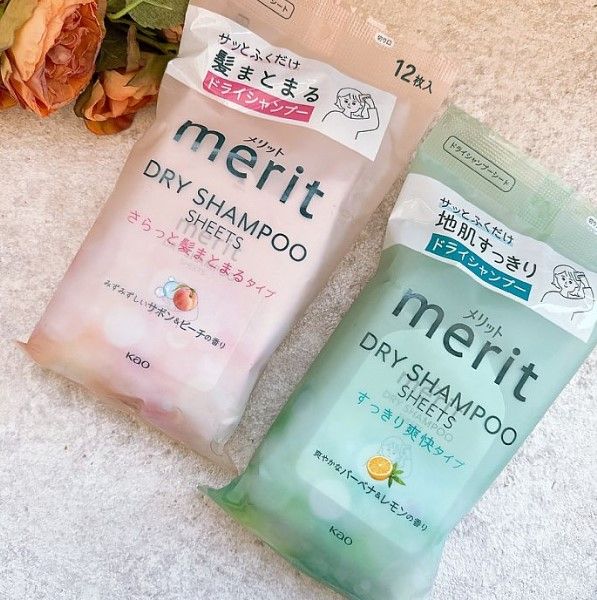 サッとふくだけ
髪まとまる
ドライシャンプー
切り口
12枚入
メリット
merit
DRY SHAMPOO
SHEETS
さらっと髪まとまるタイプ
みずみずしいサボン&ピーチの香り
Kao
ドライシャンプーシート
サッとふくだけ
地肌すっきり
ドライシャンプー
メリット
merit
DRY SHAMPOO
SHEETS
すっきり爽快タイプ
爽やかなバーベナ&レモンの香り
Kao